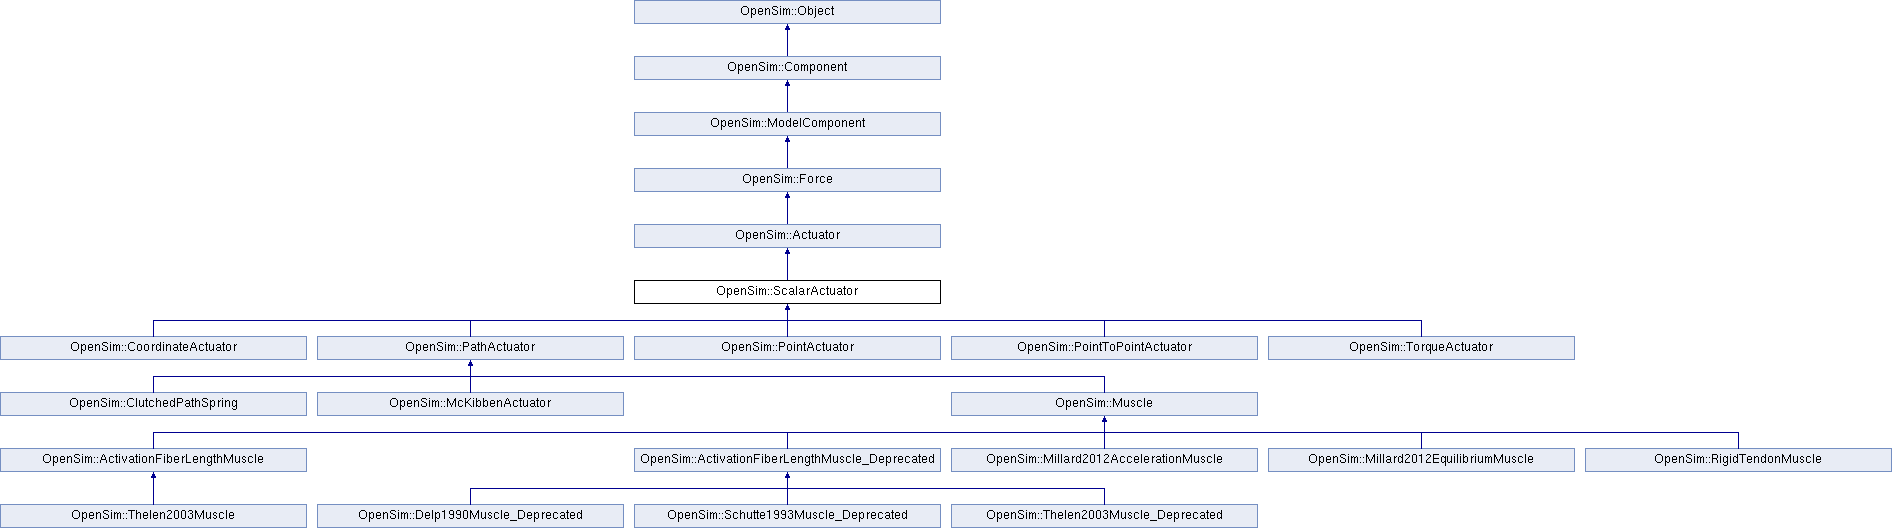 OpenSim::Object
OpenSim::Component
OpenSim::ModelComponent
OpenSim::Force
OpenSim::Actuator
OpenSim::ScalarActuator
OpenSim::CoordinateActuator
OpenSim::PathActuator
OpenSim::PointActuator
OpenSim::PointToPointActuator
OpenSim::TorqueActuator
OpenSim::ClutchedPathSpring
OpenSim::McKibbenActuator
OpenSim::Muscle
OpenSim::ActivationFiberLengthMuscle
OpenSim::ActivationFiberLengthMuscle_Deprecated
OpenSim::Millard2012AccelerationMuscle
OpenSim::Millard2012EquilibriumMuscle
OpenSim::RigidTendonMuscle
OpenSim::Thelen2003Muscle
OpenSim::Delp1990Muscle_Deprecated
OpenSim::Schutte1993Muscle_Deprecated
OpenSim::Thelen2003Muscle_Deprecated